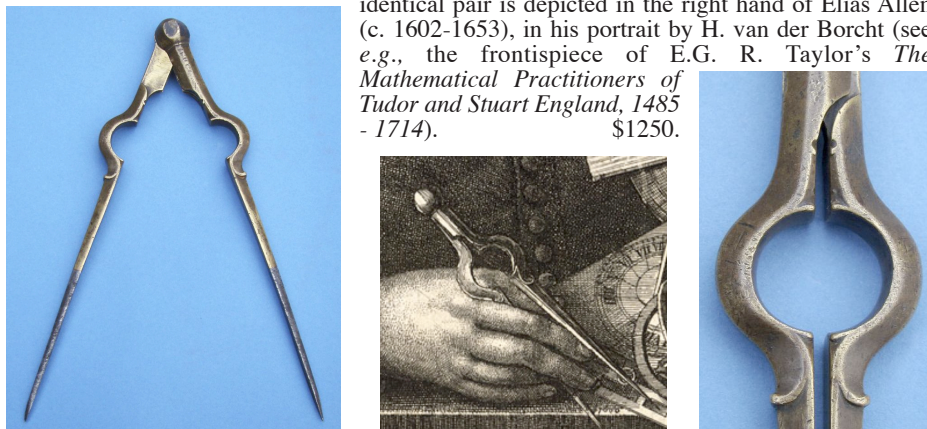 identical pair is depicted in the right hand of Elias Allen
(c. 1602-1653), in his portrait by H. van der Borcht (see
e.g., the frontispiece of E.G. R. Taylor's The
Mathematical Practitioners of
Tudor and Stuart England, 1485
- 1714). $1250.